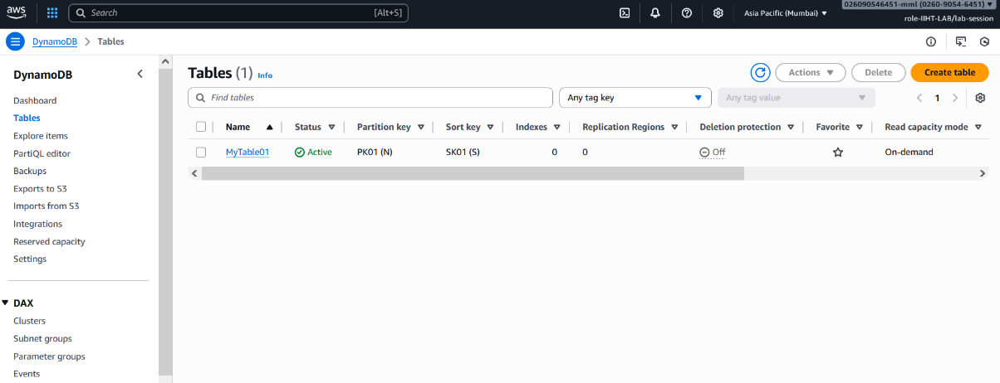 aws
Search [Alt+S]
Asia Pacific (Mumbai) ▼
026090546451-mml (0260-9054-6451) ▼
role-IIHT-LAB/lab-session
DynamoDB > Tables
DynamoDB
Dashboard
Tables
Explore items
PartiQL editor
Backups
Exports to S3
Imports from S3
Integrations
Reserved capacity
Settings
DAX
Clusters
Subnet groups
Parameter groups
Events
Tables (1) Info
Actions Delete Create table
Find tables Any tag key Any tag value 1
Name Status Partition key Sort key Indexes Replication Regions Deletion protection Favorite Read capacity mode
MyTable01 Active PK01 (N) SK01 (S) 0 0 Off On-demand